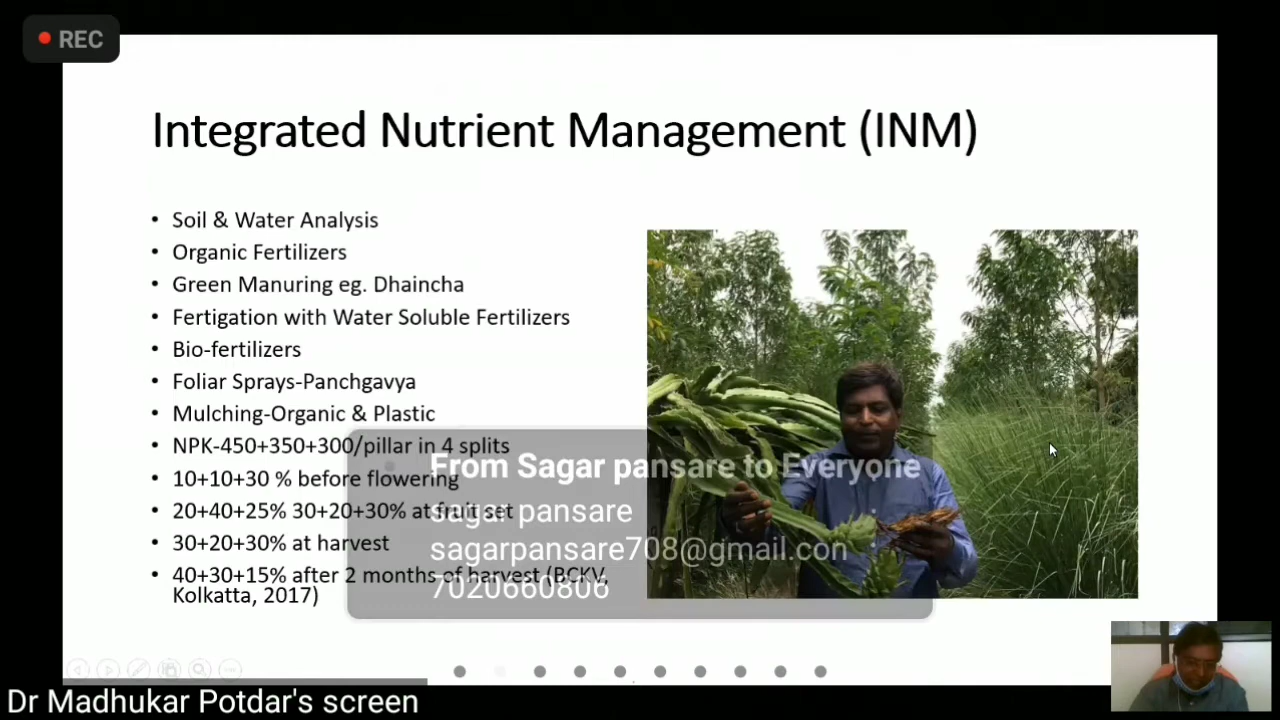 REC
Integrated Nutrient Management (INM)
• Soil & Water Analysis
• Organic Fertilizers
• Green Manuring eg. Dhaincha
• Fertigation with Water Soluble Fertilizers
• Bio-fertilizers
• Foliar Sprays-Panchgavya
• Mulching-Organic & Plastic
• NPK-450+350+300/pillar in 4 splits
• 10+10+30 % before flowering
• 20+40+25% 30+20+30% at fruit set
• 30+20+30% at harvest
• 40+30+15% after 2 months of harvest (BCKV,
Kolkatta, 2017)
From Sagar pansare to Everyone
sagar pansare
sagarpansare708@gmail.con
7020660806
Dr Madhukar Potdar's screen